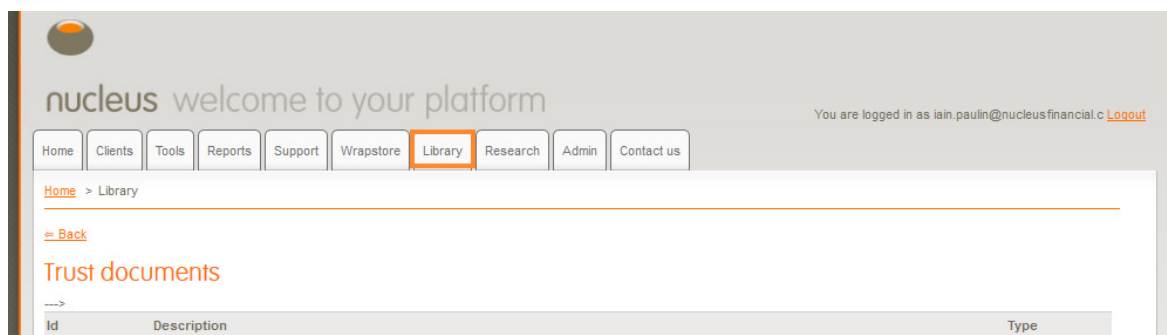 nucleus welcome to your platform
You are logged in as iain.paulin@nucleusfinancial.c Logout
Home Clients Tools Reports Support Wrapstore Library Research Admin Contact us
Home > Library
⇐ Back
Trust documents
--->
Id Description Type